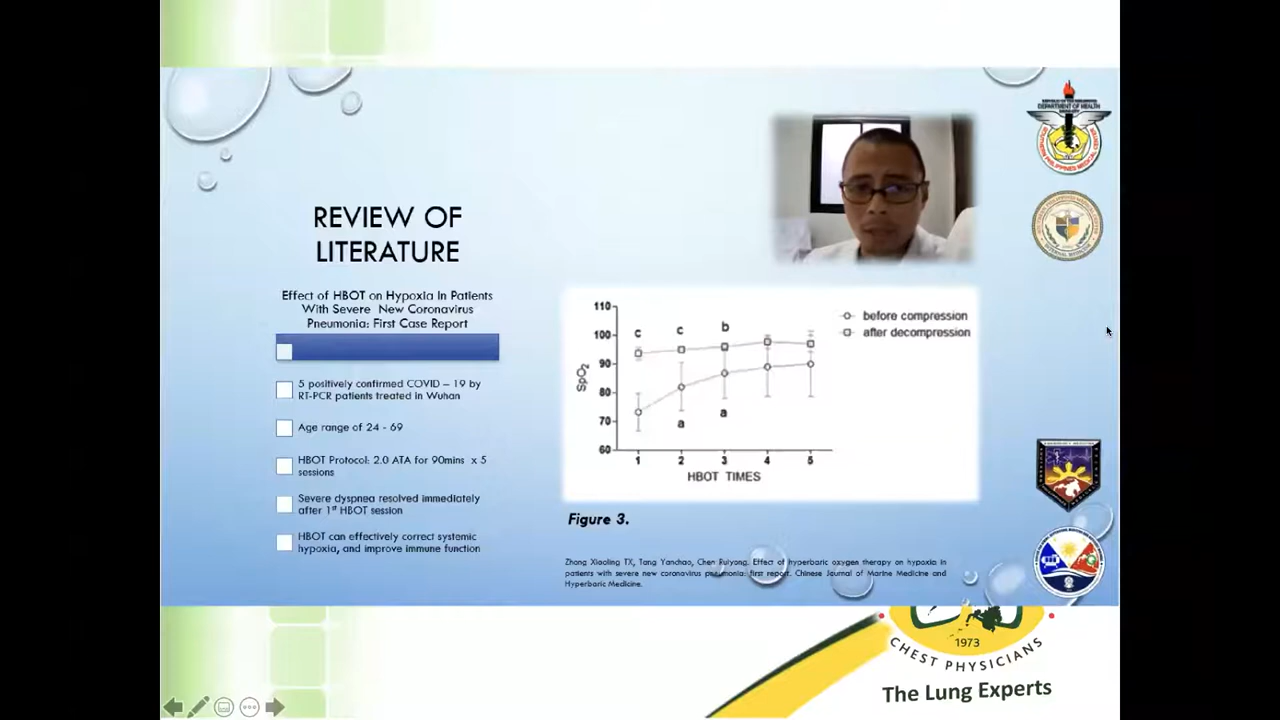 REVIEW OF
LITERATURE
Effect of HBOT on Hypoxia In Patients
With Severe New Coronavirus
Pneumonia: First Case Report
5 positively confirmed COVID – 19 by
RT-PCR patients treated in Wuhan
Age range of 24 - 69
HBOT Protocol: 2.0 ATA for 90mins x 5
sessions
Severe dyspnea resolved immediately
after 1st HBOT session
HBOT can effectively correct systemic
hypoxia, and improve immune function
110
100
90
80
70
60
SpO2
c c b
a a
1 2 3 4 5
HBOT TIMES
before compression
after decompression
Figure 3.
Zhong Xiaoling TX, Tang Yanchao, Chen Ruiyong. Effect of hyperbaric oxygen therapy on hypoxia in
patients with severe new coronavirus pneumonia: first report. Chinese Journal of Marine Medicine and
Hyperbaric Medicine.
DEPARTMENT OF HEALTH
1973
CHEST PHYSICIANS
The Lung Experts